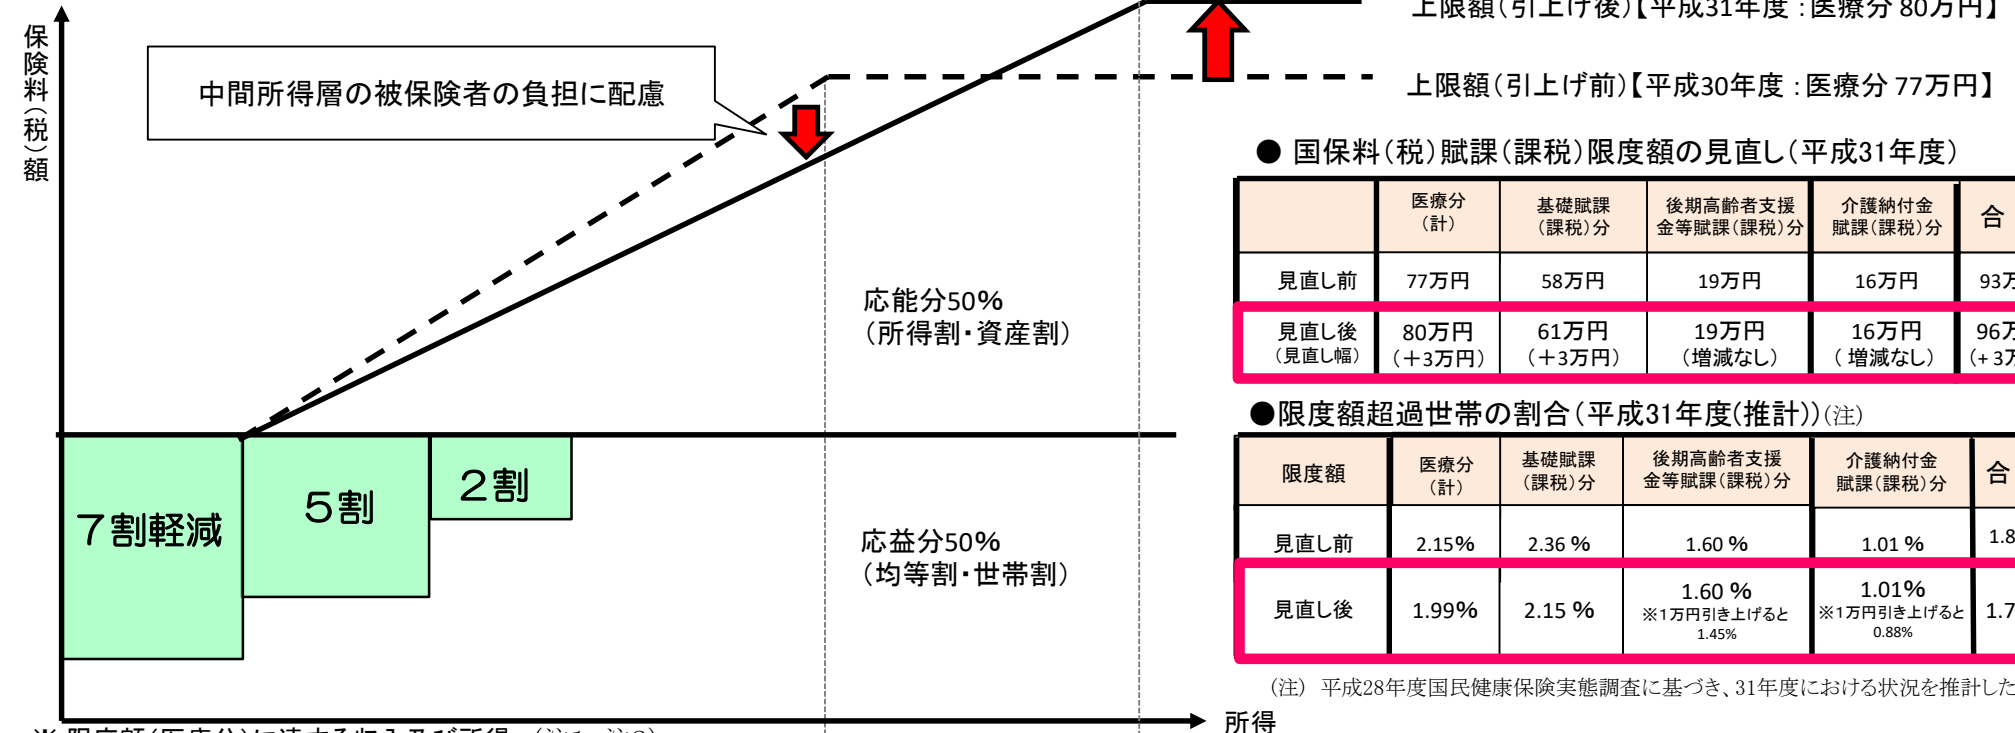 保険料(税)額
中間所得層の被保険者の負担に配慮
上限額(引上げ後)【平成31年度:医療分 80万円】
上限額(引上げ前)【平成30年度:医療分 77万円】
応能分50%
(所得割・資産割)
7割軽減
5割
2割
応益分50%
(均等割・世帯割)
所得
● 国保料(税)賦課(課税)限度額の見直し(平成31年度)
医療分(計) 基礎賦課(課税)分 後期高齢者支援金等賦課(課税)分 介護納付金賦課(課税)分 合
見直し前 77万円 58万円 19万円 16万円 93万
見直し後 80万円 61万円 19万円 16万円 96万
(見直し幅) (+3万円) (+3万円) (増減なし) (増減なし) (+3万
●限度額超過世帯の割合(平成31年度(推計))(注)
限度額 医療分(計) 基礎賦課(課税)分 後期高齢者支援金等賦課(課税)分 介護納付金賦課(課税)分 合
見直し前 2.15% 2.36% 1.60% 1.01% 1.8
見直し後 1.99% 2.15% 1.60% 1.01% 1.7
※1万円引き上げると1.45% ※1万円引き上げると0.88%
(注) 平成28年度国民健康保険実態調査に基づき、31年度における状況を推計した